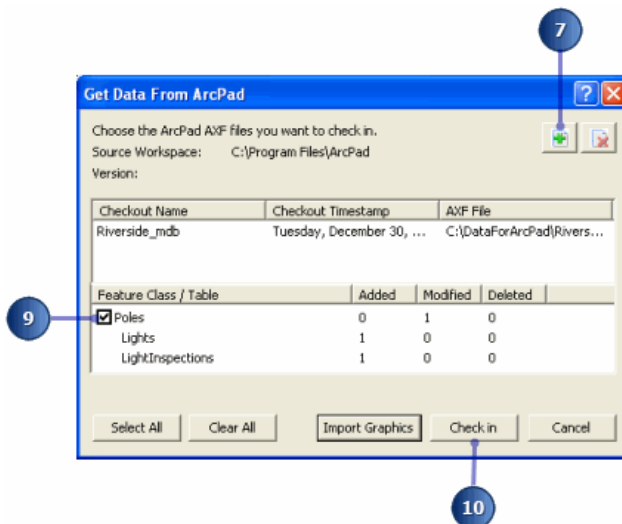 7
Get Data From ArcPad
Choose the ArcPad AXF files you want to check in.
Source Workspace: C:\Program Files\ArcPad
Version:
Checkout Name Checkout Timestamp AXF File
Riverside_mdb Tuesday, December 30, ... C:\DataForArcPad\Rivers...
Feature Class / Table Added Modified Deleted
9 Poles 0 1 0
Lights 1 0 0
LightInspections 1 0 0
Select All Clear All Import Graphics Check in Cancel
10